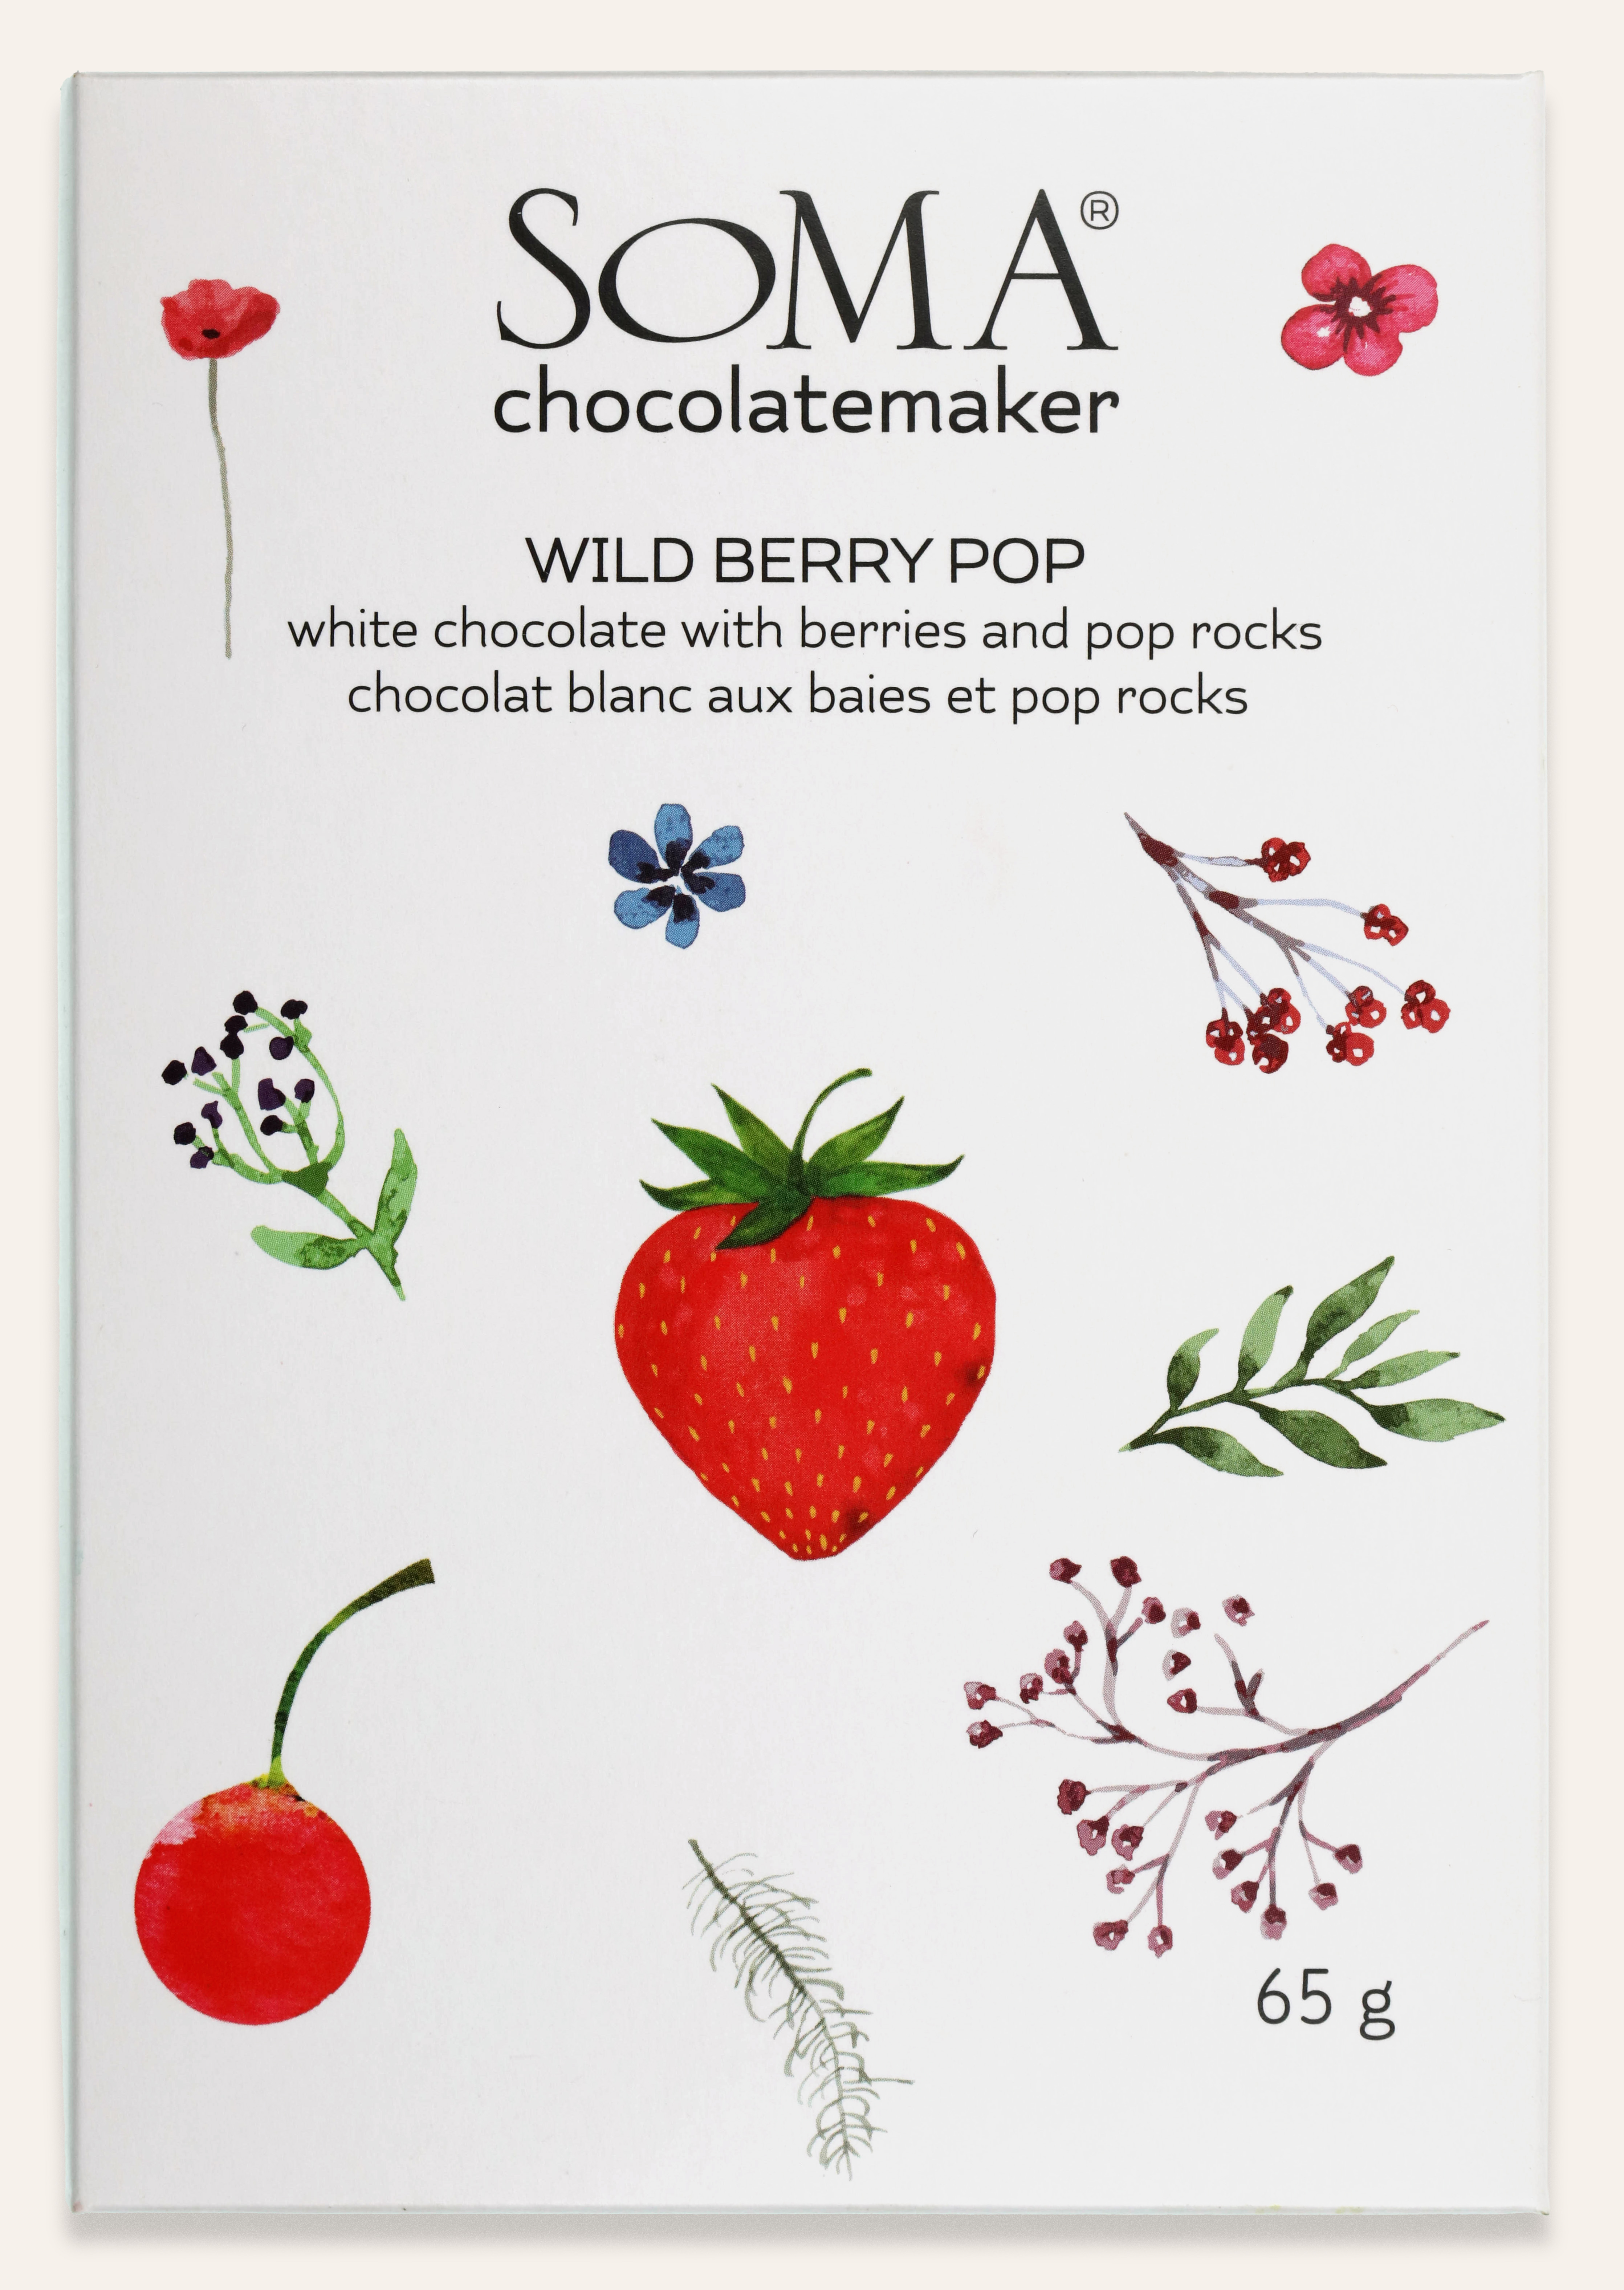 SOMA®
chocolatemaker
WILD BERRY POP
white chocolate with berries and pop rocks
chocolat blanc aux baies et pop rocks
65 g